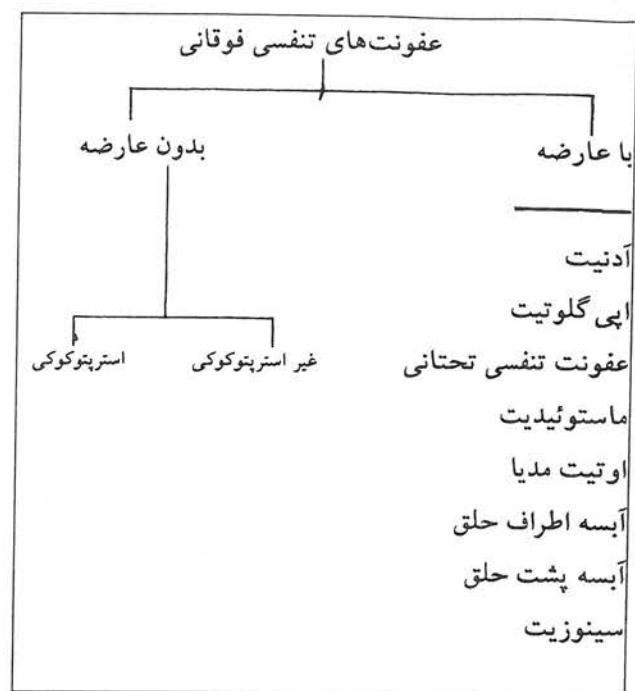 عفونت‌های تنفسی فوقانی
با عارضه
بدون عارضه
آدنیت
اپی گلوتیت
عفونت تنفسی تحتانی
ماستوئیدیت
اوتیت مدیا
آبسه اطراف حلق
آبسه پشت حلق
سینوزیت
غیر استرپتوکوکی
استرپتوکوکی